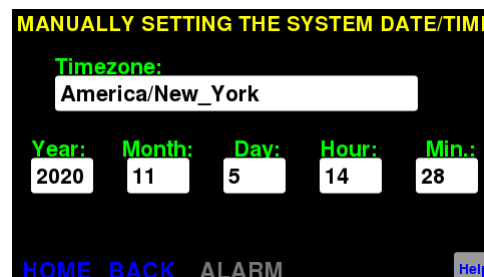 MANUALLY SETTING THE SYSTEM DATE/TIM
Timezone:
America/New_York
Year: Month: Day: Hour: Min.:
2020 11 5 14 28
HOME BACK ALARM Help